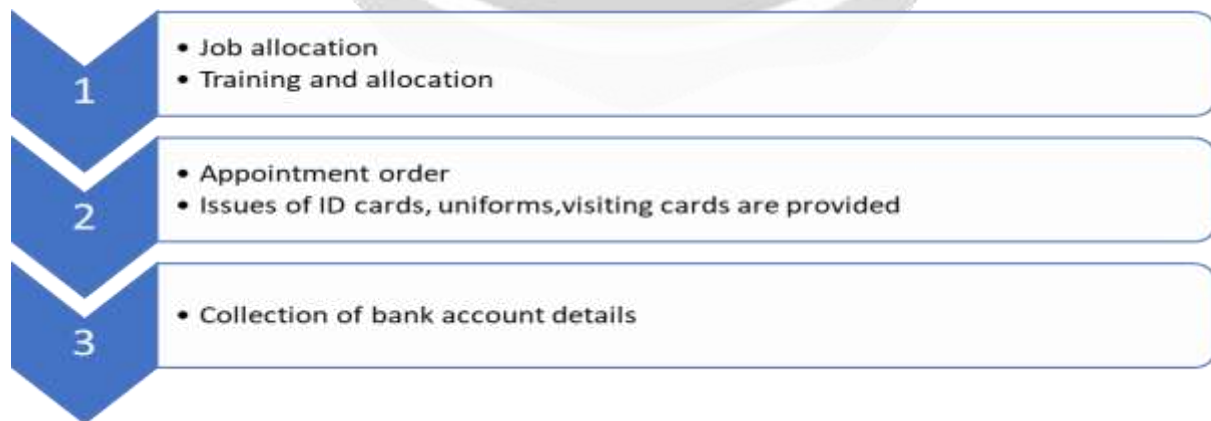 1
• Job allocation
• Training and allocation
2
• Appointment order
• Issues of ID cards, uniforms,visiting cards are provided
3
• Collection of bank account details